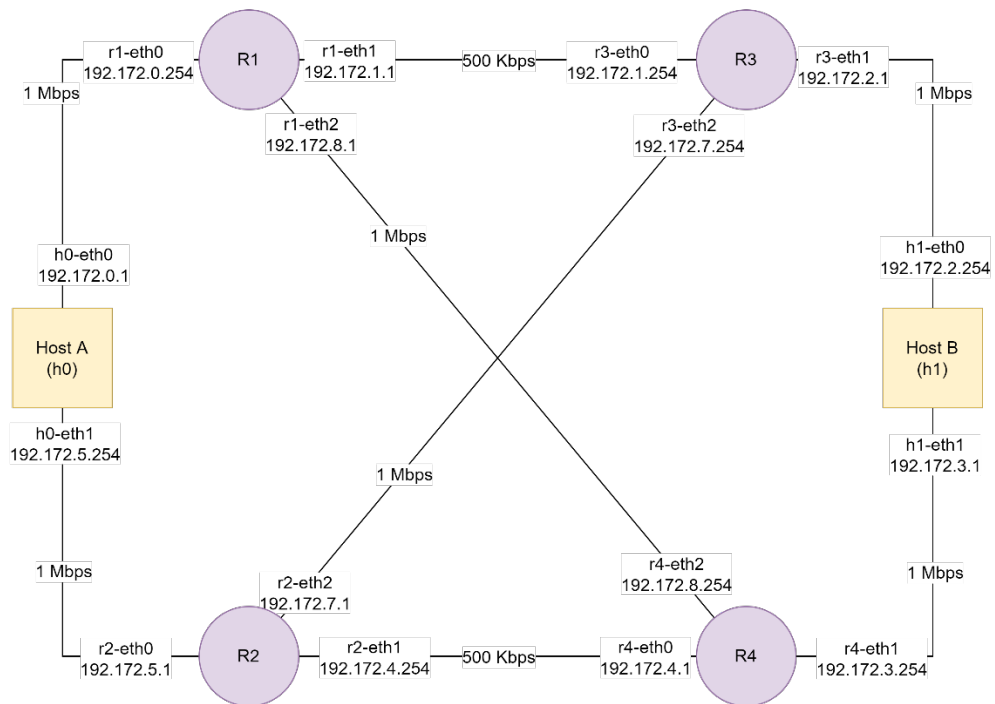 r1-eth0
192.172.0.254
R1
r1-eth1
192.172.1.1
500 Kbps
r3-eth0
192.172.1.254
R3
r3-eth1
192.172.2.1
1 Mbps
1 Mbps
r1-eth2
192.172.8.1
r3-eth2
192.172.7.254
1 Mbps
h0-eth0
192.172.0.1
h1-eth0
192.172.2.254
Host A
(h0)
Host B
(h1)
h0-eth1
192.172.5.254
h1-eth1
192.172.3.1
1 Mbps
1 Mbps
1 Mbps
r2-eth2
192.172.7.1
r4-eth2
192.172.8.254
r2-eth0
192.172.5.1
R2
r2-eth1
192.172.4.254
500 Kbps
r4-eth0
192.172.4.1
R4
r4-eth1
192.172.3.254